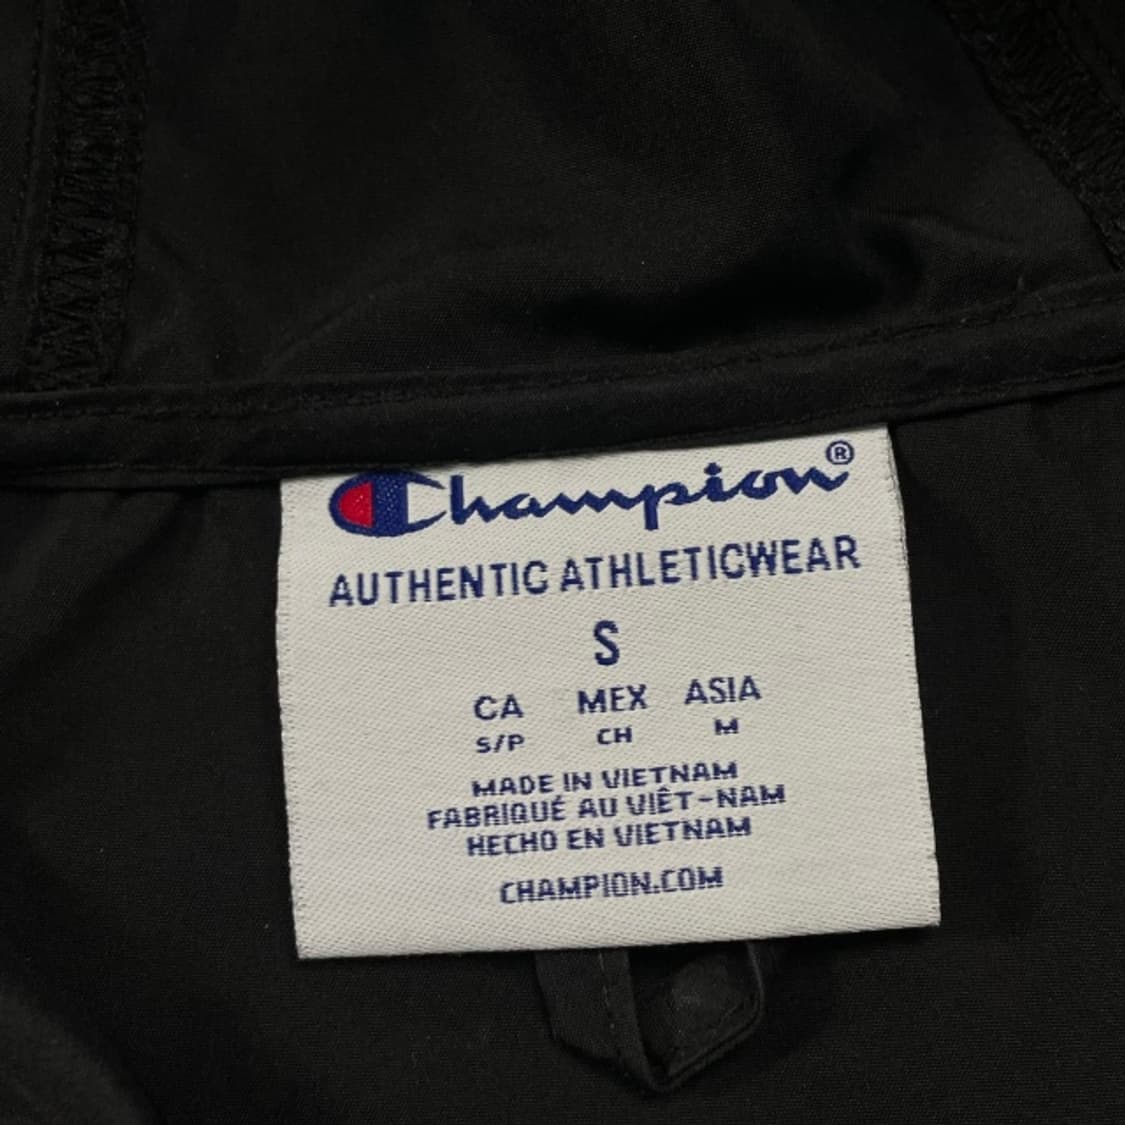 Champion®
AUTHENTIC ATHLETICWEAR
S
CA MEX ASIA
S/P CH M
MADE IN VIETNAM
FABRIQUÉ AU VIÊT-NAM
HECHO EN VIETNAM
CHAMPION.COM